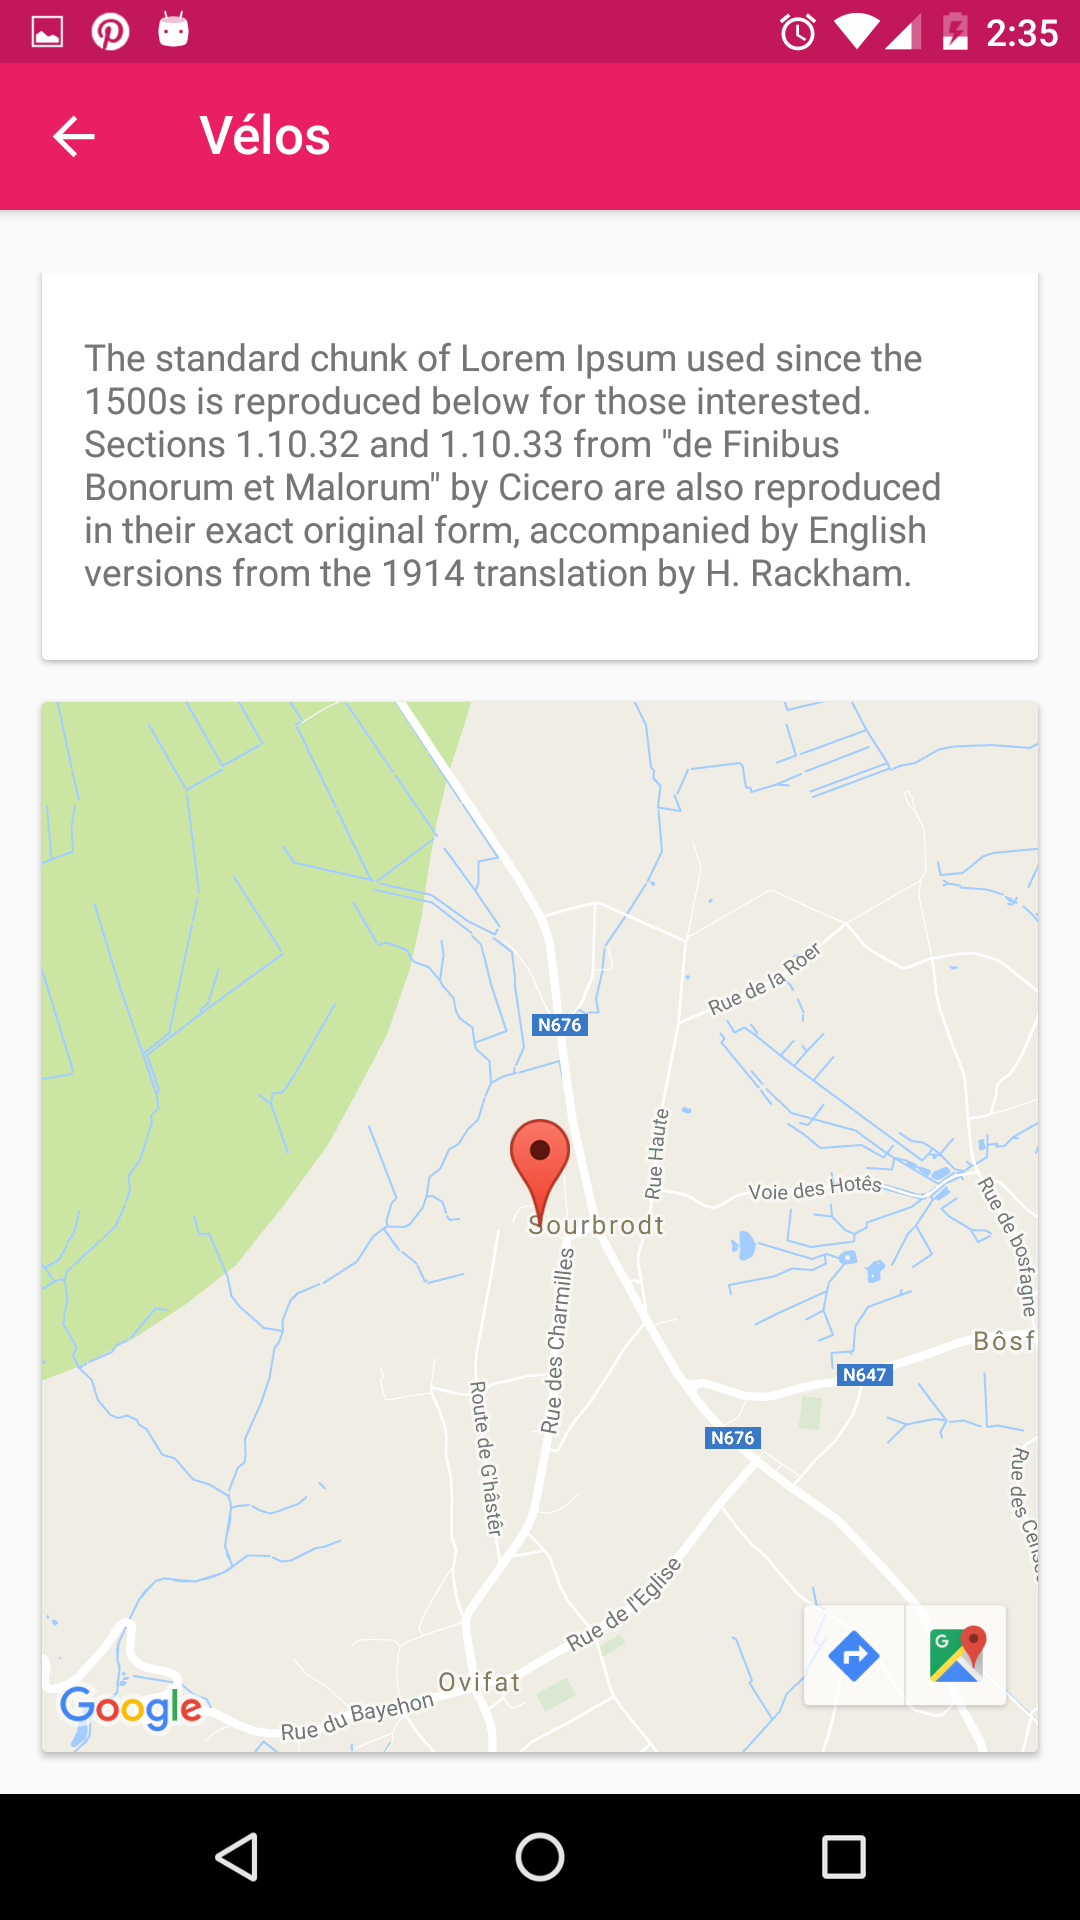 2:35
Vélos
The standard chunk of Lorem Ipsum used since the
1500s is reproduced below for those interested.
Sections 1.10.32 and 1.10.33 from "de Finibus
Bonorum et Malorum" by Cicero are also reproduced
in their exact original form, accompanied by English
versions from the 1914 translation by H. Rackham.
Rue de la Roer
N676
Rue Haute
Voie des Hotês
Rue de bosfagne
Sourbrodt
Rue des Charmilles
Bôsf
N647
Route de G'hâstêr
N676
Rue des Cense
Rue de l'Eglise
G
Ovifat
Google
Rue du Bayehon